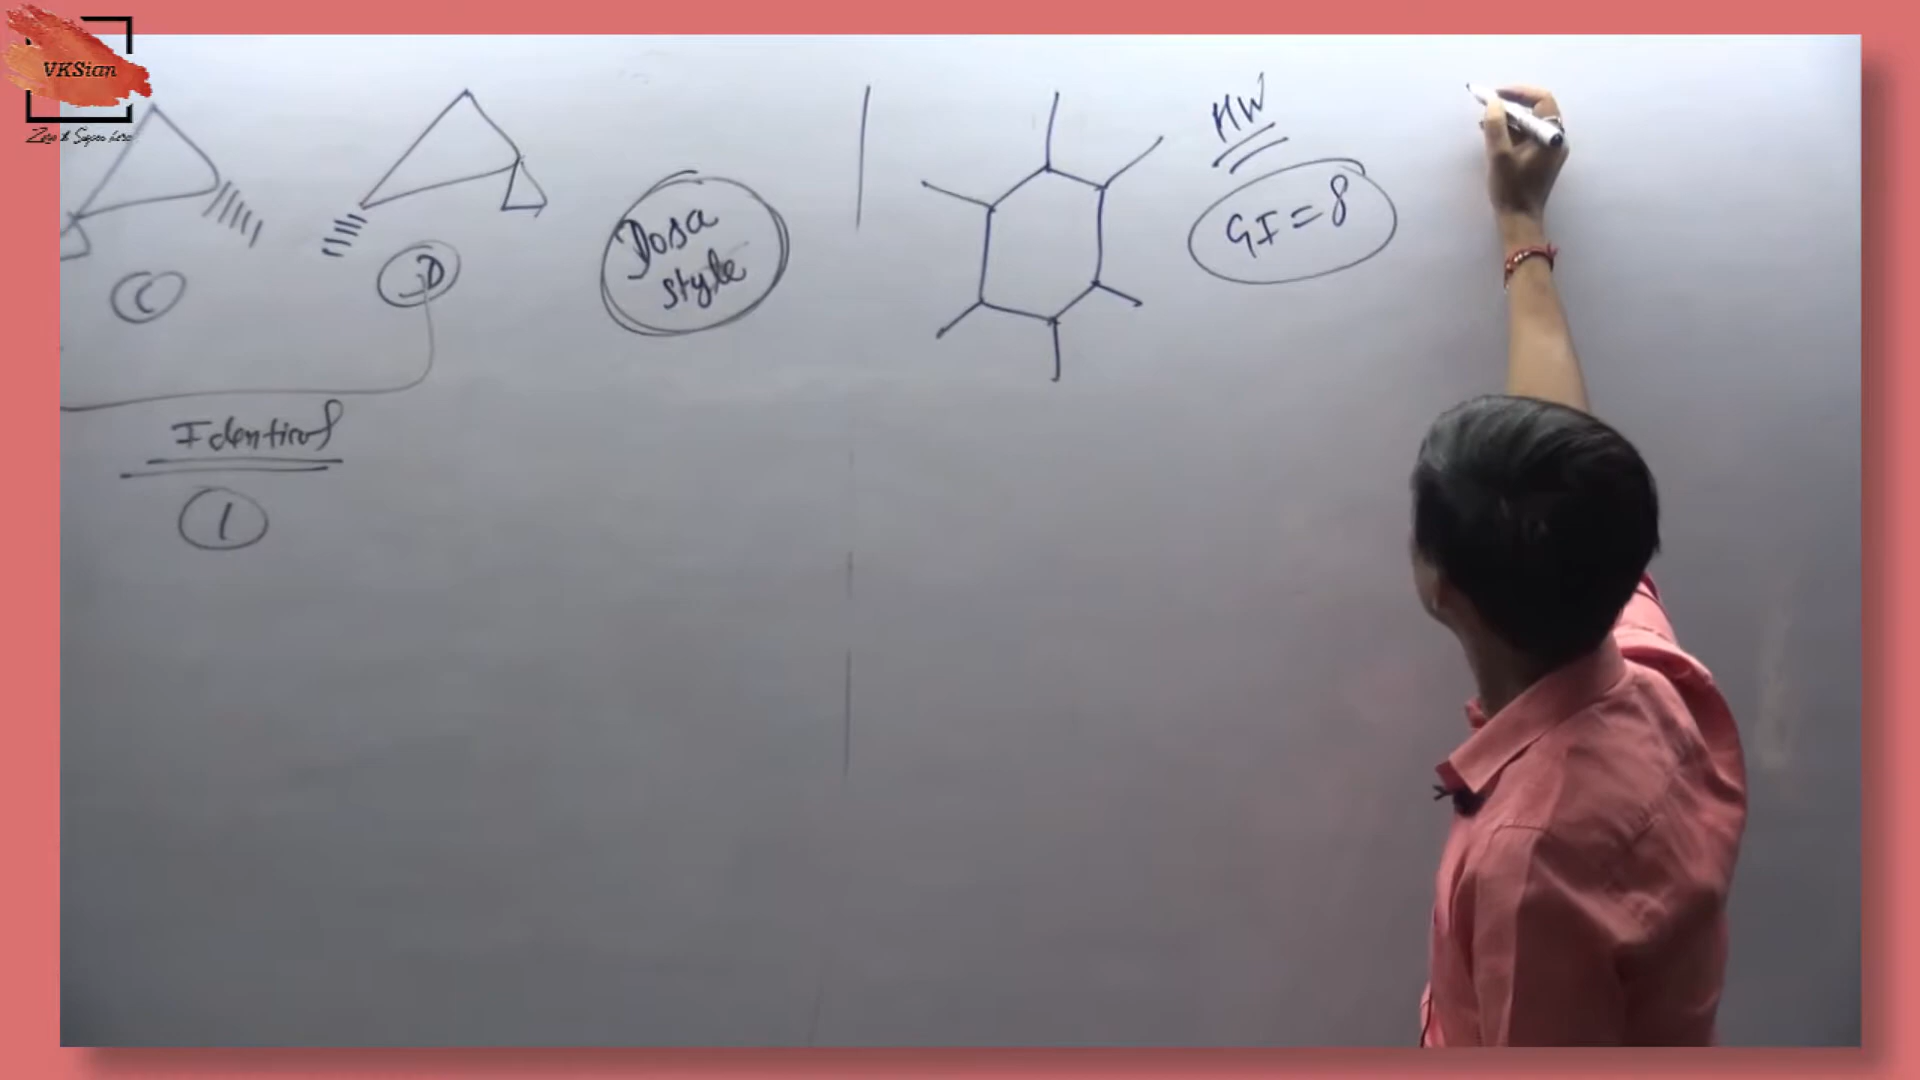 VKSian
HW
GI = 8
Dosa
style
C
D
Identical
1